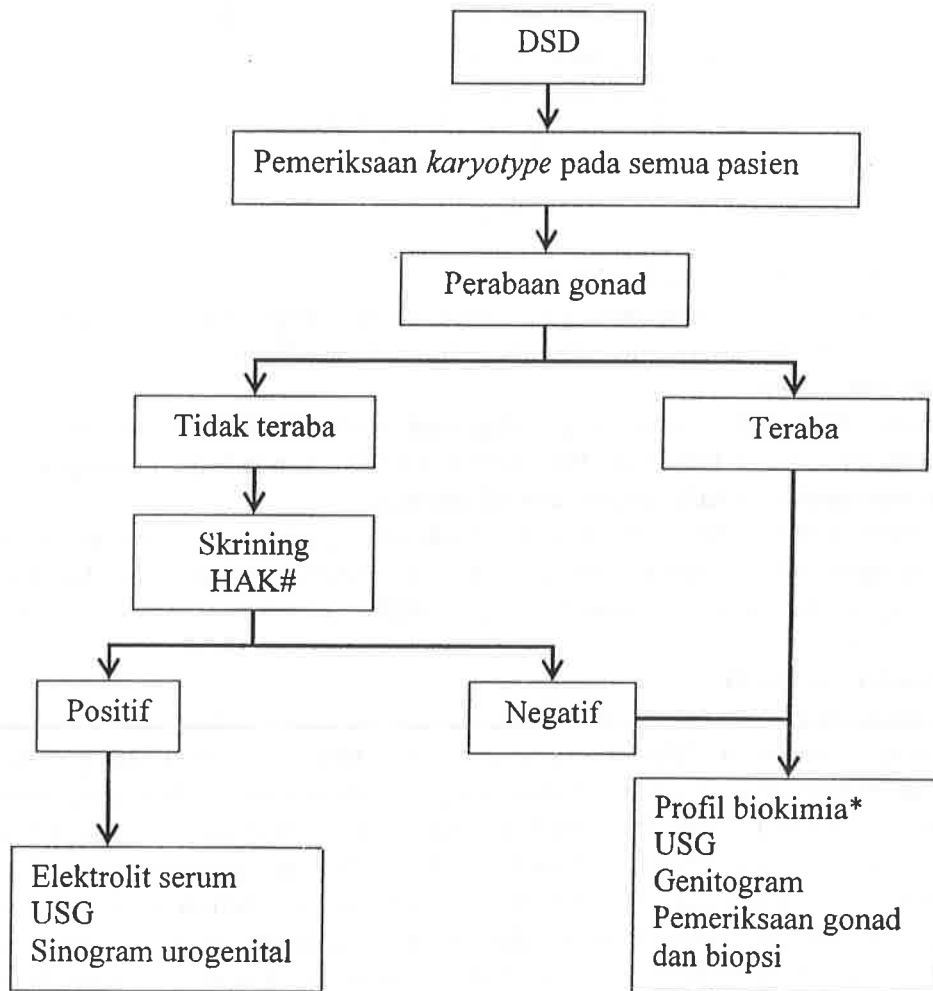 DSD
Pemeriksaan karyotype pada semua pasien
Perabaan gonad
Tidak teraba
Teraba
Skrining
HAK#
Positif
Negatif
Elektrolit serum
USG
Sinogram urogenital
Profil biokimia*
USG
Genitogram
Pemeriksaan gonad
dan biopsi